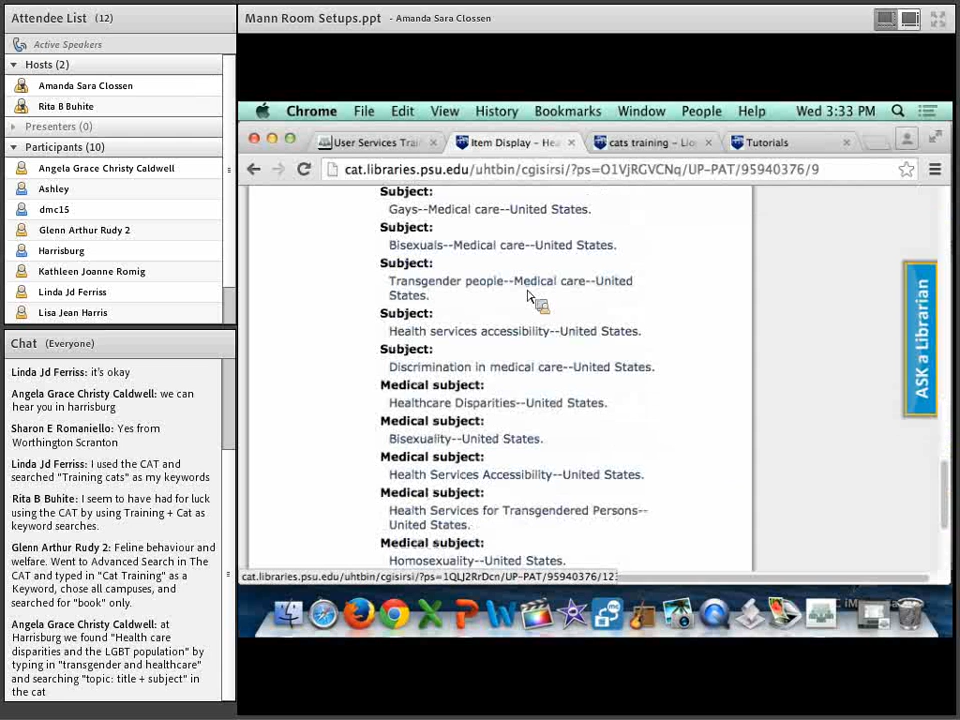 Attendee List (12)
Active Speakers
Hosts (2)
Amanda Sara Clossen
Rita B Buhite
Presenters (0)
Participants (10)
Angela Grace Christy Caldwell
Ashley
dmc15
Glenn Arthur Rudy 2
Harrisburg
Kathleen Joanne Romig
Linda Jd Ferriss
Lisa Jean Harris
Chat (Everyone)
Linda Jd Ferriss: it's okay
Angela Grace Christy Caldwell: we can
hear you in harrisburg
Sharon E Romaniello: Yes from
Worthington Scranton
Linda Jd Ferriss: I used the CAT and
searched "Training cats" as my keywords
Rita B Buhite: I seem to have had for luck
using the CAT by using Training + Cat as
keyword searches.
Glenn Arthur Rudy 2: Feline behaviour and
welfare. Went to Advanced Search in The
CAT and typed in "Cat Training" as a
Keyword, chose all campuses, and
searched for "book" only.
Angela Grace Christy Caldwell: at
Harrisburg we found "Health care
disparities and the LGBT population" by
typing in "transgender and healthcare"
and searching "topic: title + subject" in
the cat
Mann Room Setups.ppt - Amanda Sara Clossen
Chrome File Edit View History Bookmarks Window People Help Wed 3:33 PM
User Services Trai
Item Display - Hea
cats training – Lio
Tutorials
cat.libraries.psu.edu/uhtbin/cgisirsi/?ps=O1VjRGVCNq/UP-PAT/95940376/9
Subject:
Gays--Medical care--United States.
Subject:
Bisexuals--Medical care--United States.
Subject:
Transgender people--Medical care--United
States.
Subject:
Health services accessibility--United States.
Subject:
Discrimination in medical care--United States.
Medical subject:
Healthcare Disparities--United States.
Medical subject:
Bisexuality--United States.
Medical subject:
Health Services Accessibility--United States.
Medical subject:
Health Services for Transgendered Persons--
United States.
Medical subject:
Homosexuality--United States.
ASK a Librarian
cat.libraries.psu.edu/uhtbin/cgisirsi/?ps=1QLJ2RrDcn/UP-PAT/95940376/12